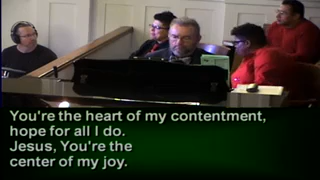 You're the heart of my contentment,
hope for all I do.
Jesus, You're the
center of my joy.